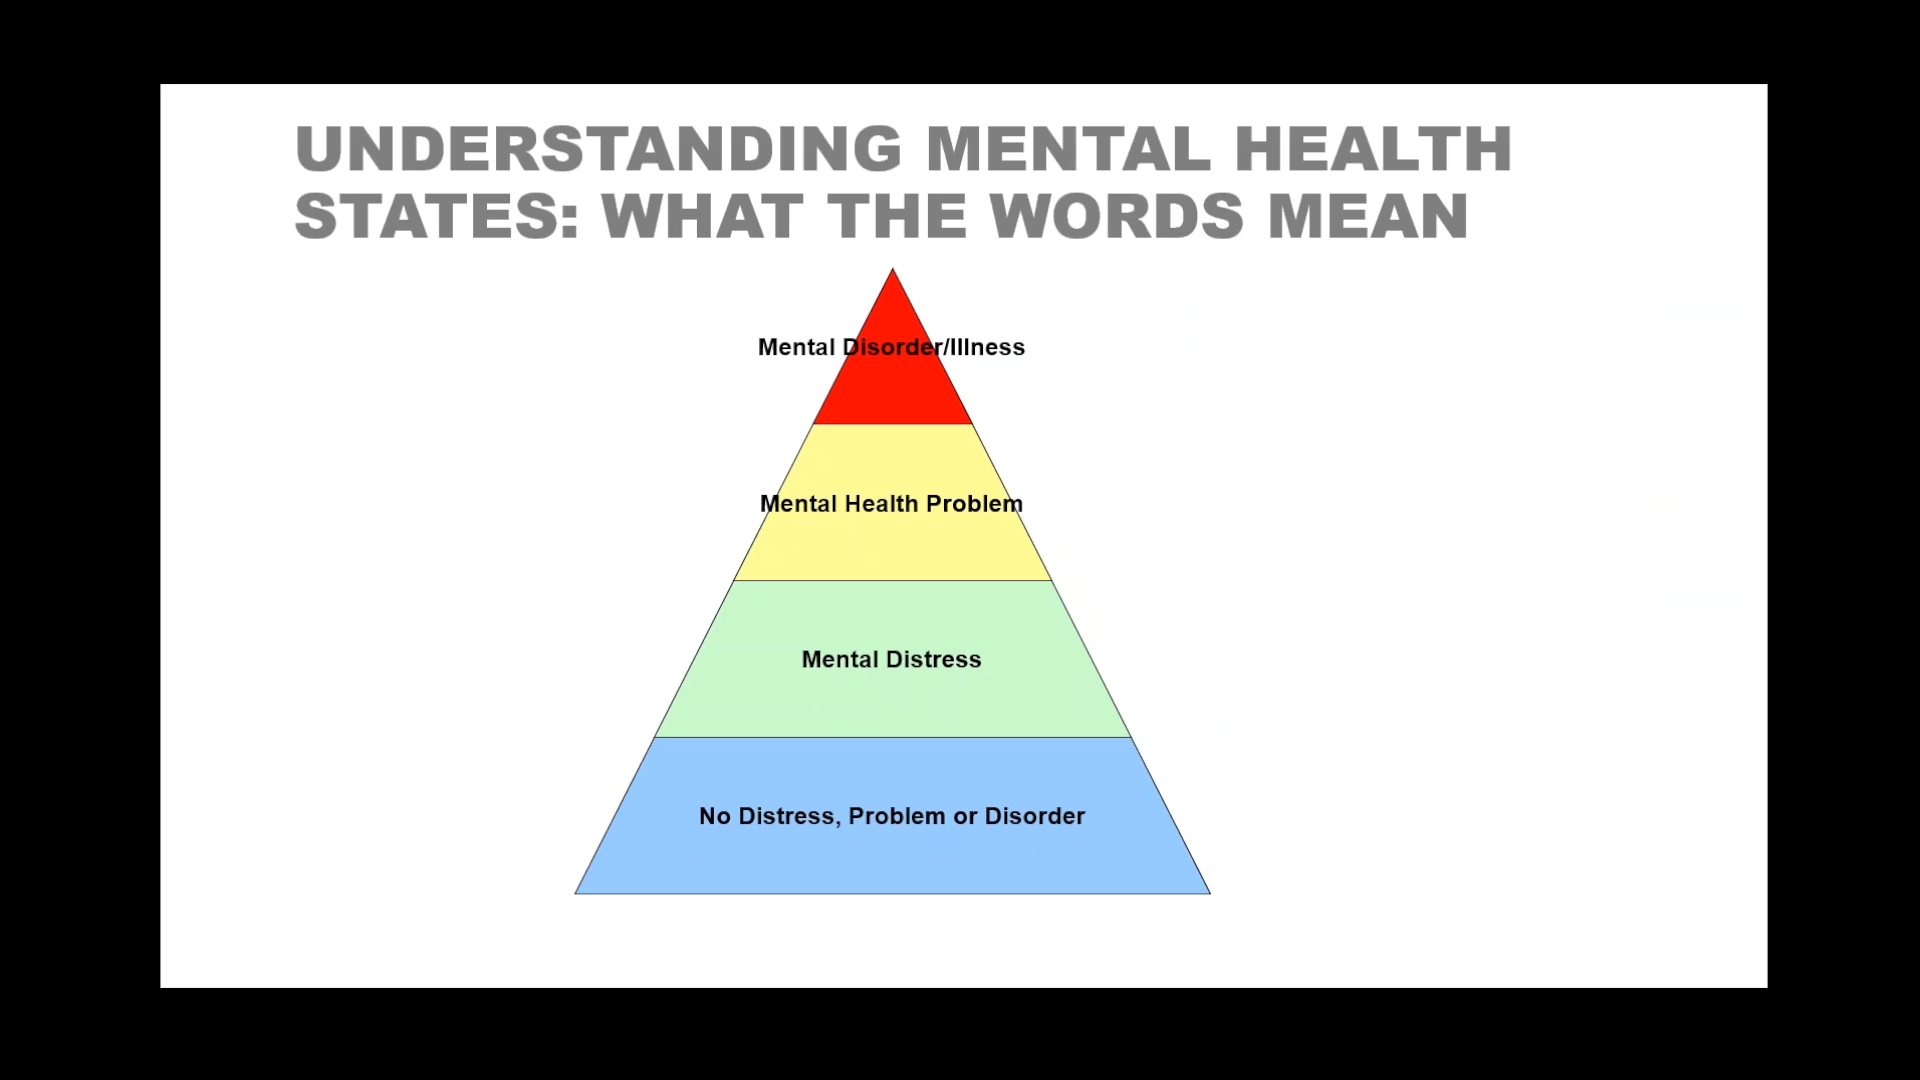 UNDERSTANDING MENTAL HEALTH
STATES: WHAT THE WORDS MEAN
Mental Disorder/Illness
Mental Health Problem
Mental Distress
No Distress, Problem or Disorder